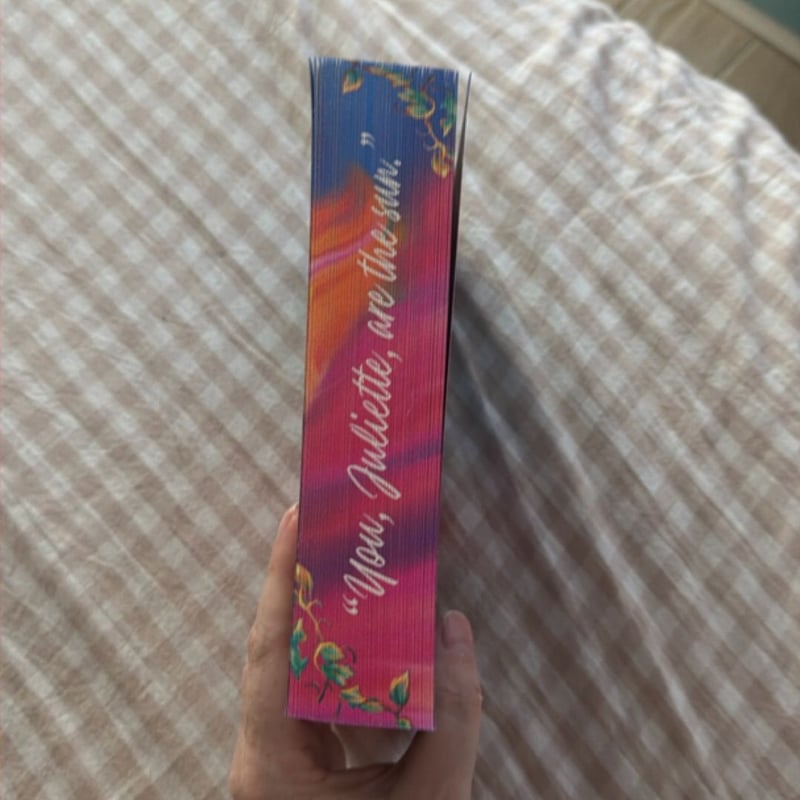 “You, Juliette, are the sun.”